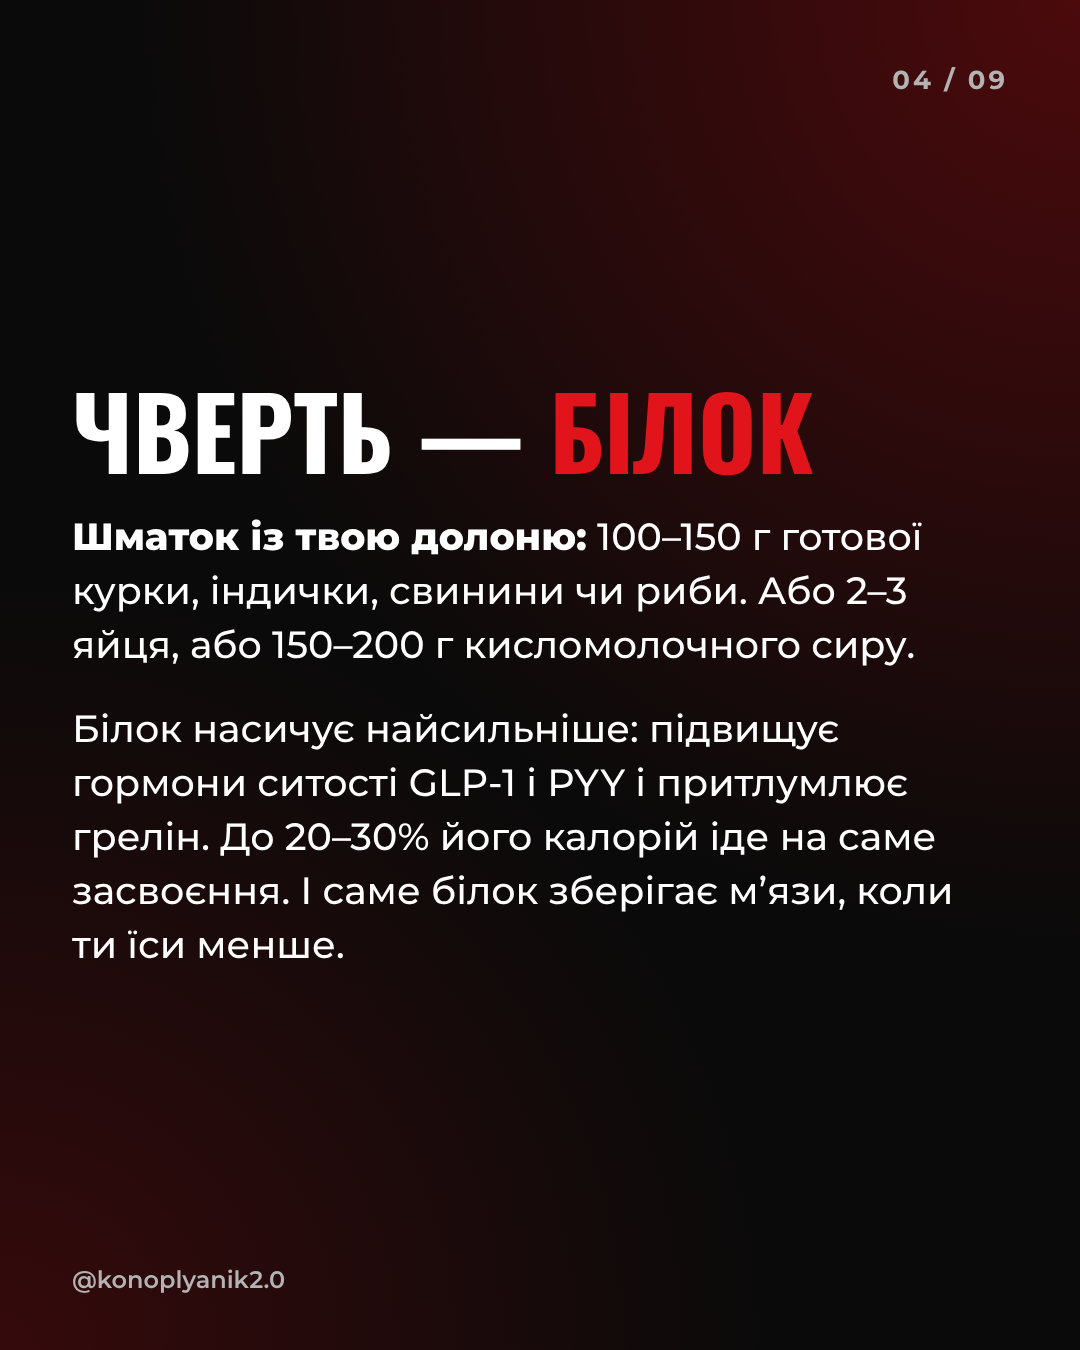 04 / 09
ЧВЕРТЬ — БІЛОК
Шматок із твою долоню: 100–150 г готової
курки, індички, свинини чи риби. Або 2–3
яйця, або 150–200 г кисломолочного сиру.
Білок насичує найсильніше: підвищує
гормони ситості GLP-1 і PYY і притлумлює
грелін. До 20–30% його калорій іде на саме
засвоєння. І саме білок зберігає м’язи, коли
ти їси менше.
@konoplyanik2.0